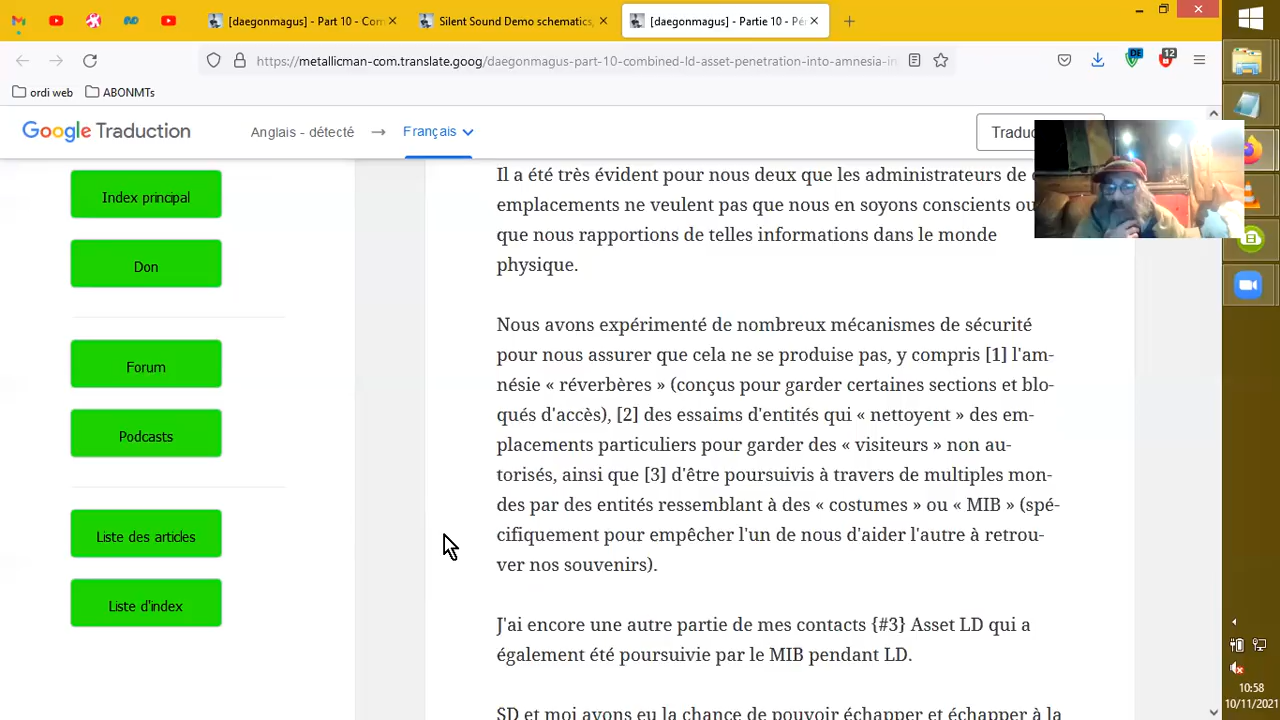 [daegonmagus] - Part 10 - Con
Silent Sound Demo schematics,
[daegonmagus] - Partie 10 - Pé
https://metallicman-com.translate.goog/daegonmagus-part-10-combined-ld-asset-penetration-into-amnesia-in
DE
12
ordi web
ABONMTs
Google Traduction
Anglais - détecté
Français
Traduc
Index principal
Don
Forum
Podcasts
Liste des articles
Liste d'index
Il a été très évident pour nous deux que les administrateurs de
emplacements ne veulent pas que nous en soyons conscients ou
que nous rapportions de telles informations dans le monde
physique.
Nous avons expérimenté de nombreux mécanismes de sécurité
pour nous assurer que cela ne se produise pas, y compris [1] l'am-
nésie « réverbères » (conçus pour garder certaines sections et blo-
qués d'accès), [2] des essaims d'entités qui « nettoyent » des em-
placements particuliers pour garder des « visiteurs » non au-
torisés, ainsi que [3] d'être poursuivis à travers de multiples mon-
des par des entités ressemblant à des « costumes » ou « MIB » (spé-
cifiquement pour empêcher l'un de nous d'aider l'autre à retrou-
ver nos souvenirs).
J'ai encore une autre partie de mes contacts {#3} Asset LD qui a
également été poursuivie par le MIB pendant LD.
SD et moi avons eu la chance de pouvoir échapper et échapper à la
10:58
10/11/2021